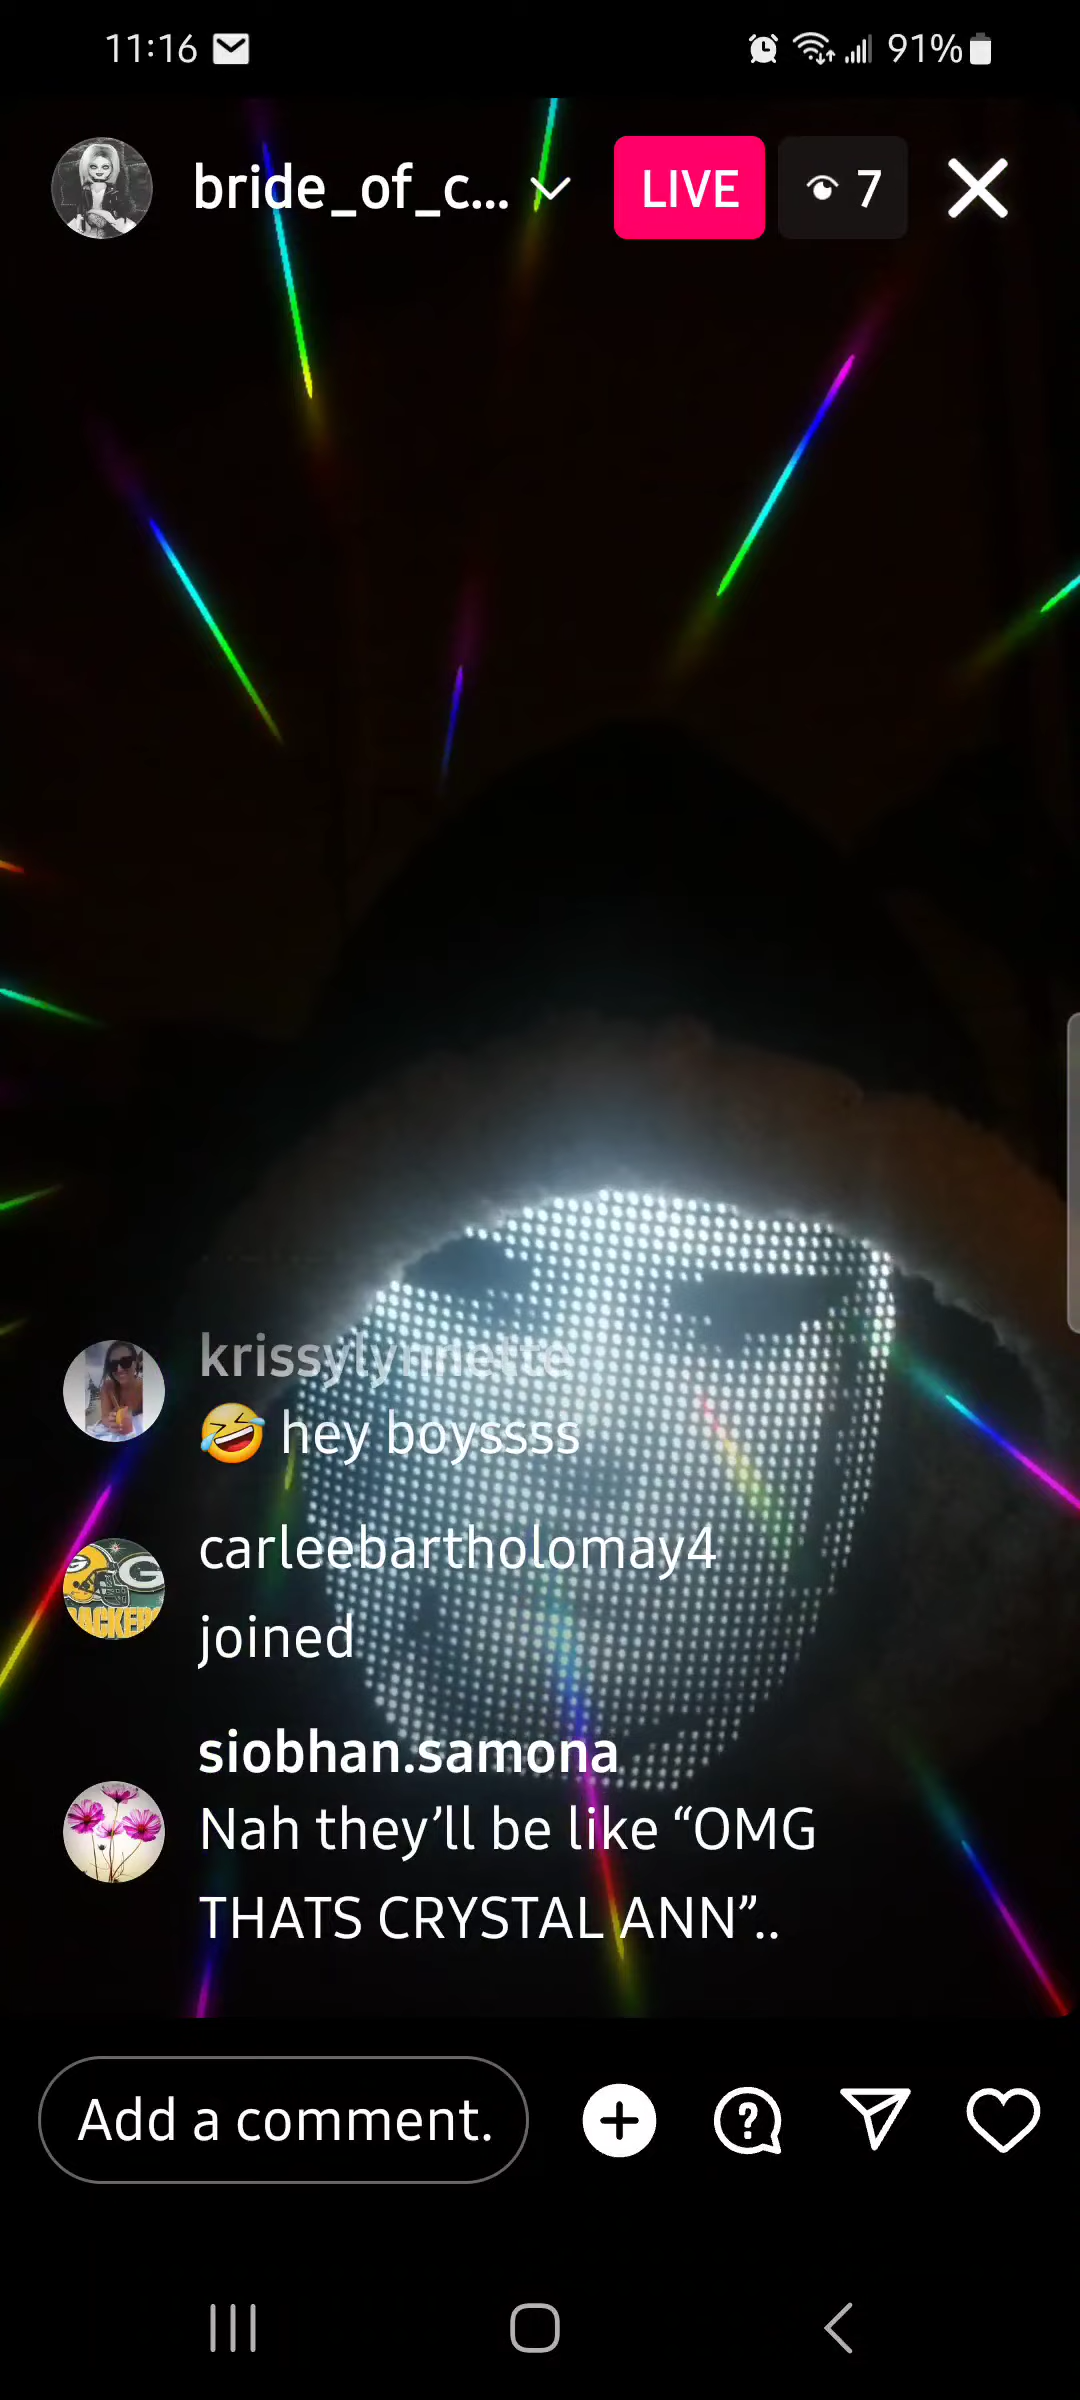 11:16
91%
bride_of_c...
LIVE
7
krissylynnette
🤣 hey boyssss
carleebartholomay4
joined
siobhan.samona
Nah they’ll be like “OMG
THATS CRYSTAL ANN”..
Add a comment.